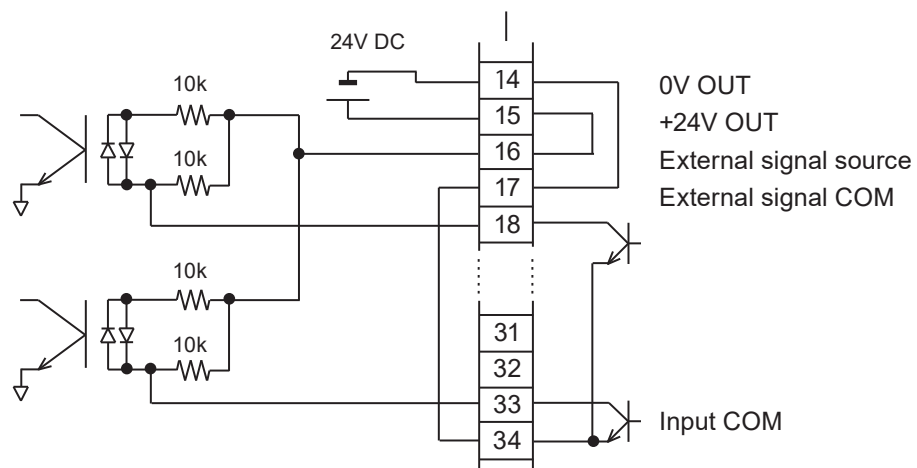 24V DC
10k
10k
10k
10k
14
15
16
17
18
31
32
33
34
0V OUT
+24V OUT
External signal source
External signal COM
Input COM